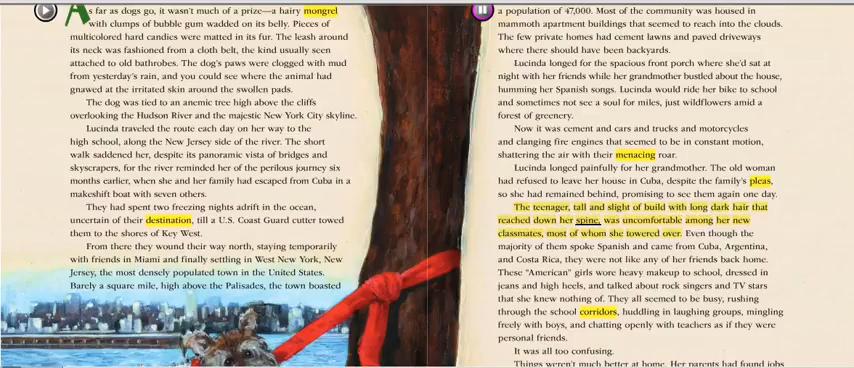 As far as dogs go, it wasn't much of a prize—a hairy mongrel
with clumps of bubble gum wadded on its belly. Pieces of
multicolored hard candies were matted in its fur. The leash around
its neck was fashioned from a cloth belt, the kind usually seen
attached to old bathrobes. The dog's paws were clogged with mud
from yesterday's rain, and you could see where the animal had
gnawed at the irritated skin around the swollen pads.
The dog was tied to an anemic tree high above the cliffs
overlooking the Hudson River and the majestic New York City skyline.
Lucinda traveled the route each day on her way to the
high school, along the New Jersey side of the river. The short
walk saddened her, despite its panoramic vista of bridges and
skyscrapers, for the river reminded her of the perilous journey six
months earlier, when she and her family had escaped from Cuba in a
makeshift boat with seven others.
They had spent two freezing nights adrift in the ocean,
uncertain of their destination, till a U.S. Coast Guard cutter towed
them to the shores of Key West.
From there they wound their way north, staying temporarily
with friends in Miami and finally settling in West New York, New
Jersey, the most densely populated town in the United States.
Barely a square mile, high above the Palisades, the town boasted
a population of 47,000. Most of the community was housed in
mammoth apartment buildings that seemed to reach into the clouds.
The few private homes had cement lawns and paved driveways
where there should have been backyards.
Lucinda longed for the spacious front porch where she'd sat at
night with her friends while her grandmother bustled about the house,
humming her Spanish songs. Lucinda would ride her bike to school
and sometimes not see a soul for miles, just wildflowers amid a
forest of greenery.
Now it was cement and cars and trucks and motorcycles
and clanging fire engines that seemed to be in constant motion,
shattering the air with their menacing roar.
Lucinda longed painfully for her grandmother. The old woman
had refused to leave her house in Cuba, despite the family's pleas,
so she had remained behind, promising to see them again one day.
The teenager, tall and slight of build with long dark hair that
reached down her spine, was uncomfortable among her new
classmates, most of whom she towered over. Even though the
majority of them spoke Spanish and came from Cuba, Argentina,
and Costa Rica, they were not like any of her friends back home.
These "American" girls wore heavy makeup to school, dressed in
jeans and high heels, and talked about rock singers and TV stars
that she knew nothing of. They all seemed to be busy, rushing
through the school corridors, huddling in laughing groups, mingling
freely with boys, and chatting openly with teachers as if they were
personal friends.
It was all too confusing.
Things weren't much better at home. Her parents had found jobs